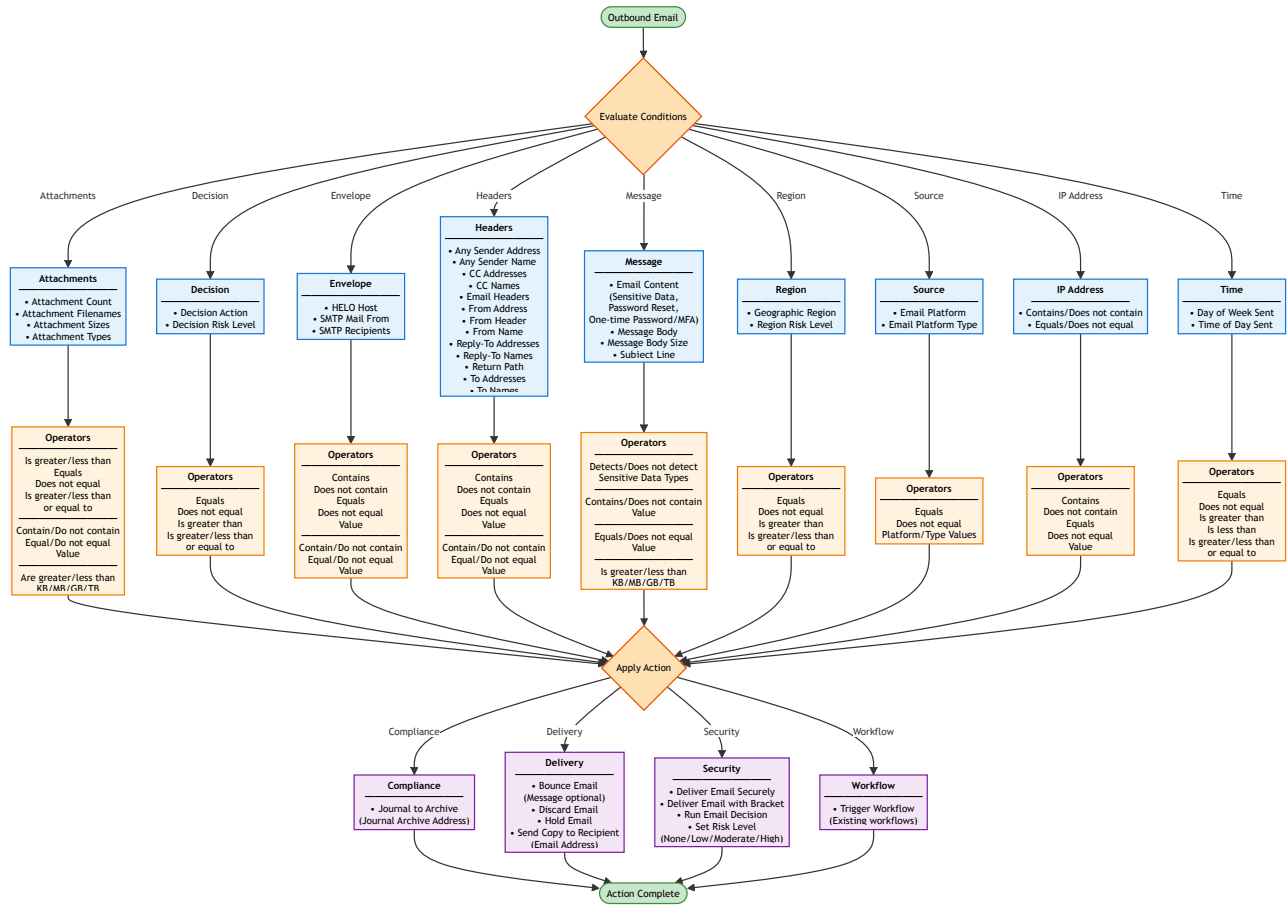 Outbound Email
Evaluate Conditions
Attachments
Decision
Envelope
Headers
Message
Region
Source
IP Address
Time
Attachments
• Attachment Count
• Attachment Filenames
• Attachment Sizes
• Attachment Types
Decision
• Decision Action
• Decision Risk Level
Envelope
• HELO Host
• SMTP Mail From
• SMTP Recipients
Headers
• Any Sender Address
• Any Sender Name
• CC Addresses
• CC Names
• Email Headers
• From Address
• From Header
• From Name
• Reply-To Addresses
• Reply-To Names
• Return Path
• To Addresses
• To Names
Message
• Email Content
(Sensitive Data,
Password Reset,
One-time Password/MFA)
• Message Body
• Message Body Size
• Subject Line
Region
• Geographic Region
• Region Risk Level
Source
• Email Platform
• Email Platform Type
IP Address
• Contains/Does not contain
• Equals/Does not equal
Time
• Day of Week Sent
• Time of Day Sent
Operators
Is greater/less than
Equals
Does not equal
Is greater/less than
or equal to
Contain/Do not contain
Equal/Do not equal
Value
Are greater/less than
KB/MB/GB/TB
Operators
Equals
Does not equal
Is greater than
Is greater/less than
or equal to
Operators
Contains
Does not contain
Equals
Does not equal
Value
Contain/Do not contain
Equal/Do not equal
Value
Operators
Contains
Does not contain
Equals
Does not equal
Value
Contain/Do not contain
Equal/Do not equal
Value
Operators
Detects/Does not detect
Sensitive Data Types
Contains/Does not contain
Value
Equals/Does not equal
Value
Is greater/less than
KB/MB/GB/TB
Operators
Equals
Does not equal
Is greater than
Is greater/less than
or equal to
Operators
Equals
Does not equal
Platform/Type Values
Operators
Contains
Does not contain
Equals
Does not equal
Value
Operators
Equals
Does not equal
Is greater than
Is less than
Is greater/less than
or equal to
Apply Action
Compliance
Delivery
Security
Workflow
Compliance
• Journal to Archive
(Journal Archive Address)
Delivery
• Bounce Email
(Message optional)
• Discard Email
• Hold Email
• Send Copy to Recipient
(Email Address)
Security
• Deliver Email Securely
• Deliver Email with Bracket
• Run Email Decision
• Set Risk Level
(None/Low/Moderate/High)
Workflow
• Trigger Workflow
(Existing workflows)
Action Complete